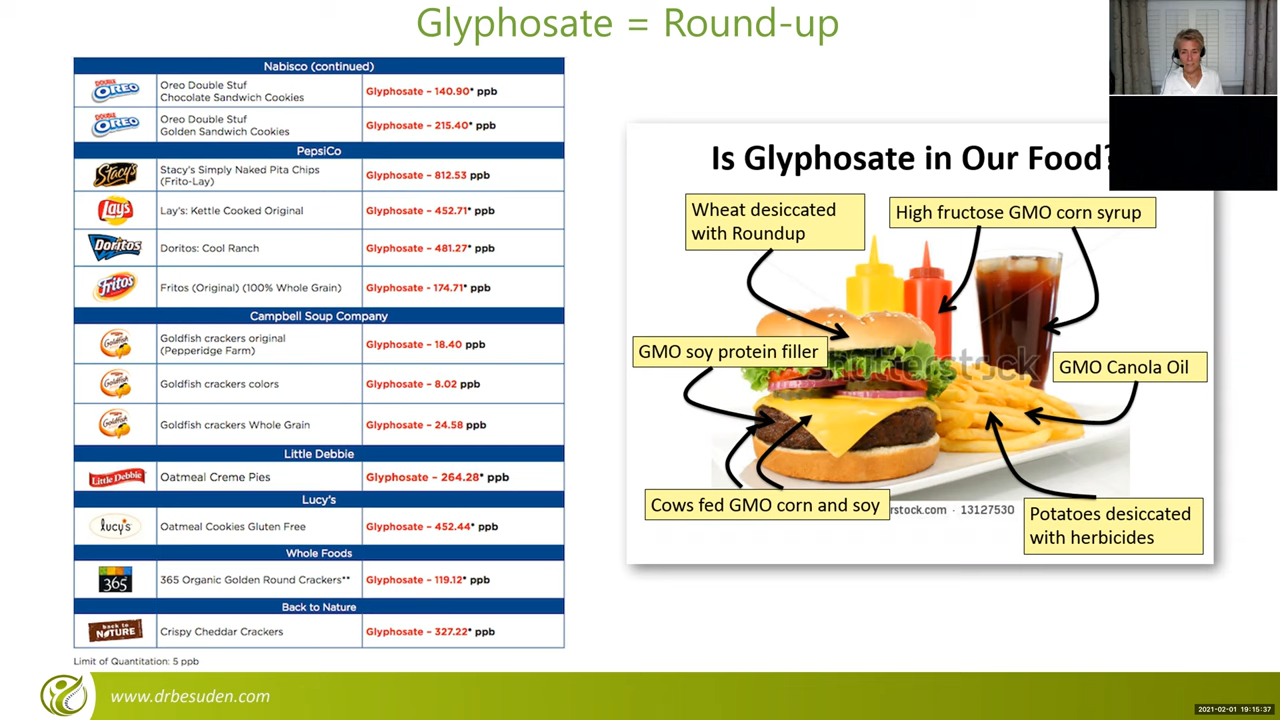 Glyphosate = Round-up
Nabisco (continued)
DOUBLE
OREO
Oreo Double Stuf
Chocolate Sandwich Cookies
Glyphosate – 140.90* ppb
DOUBLE
OREO
Oreo Double Stuf
Golden Sandwich Cookies
Glyphosate – 215.40* ppb
PepsiCo
Stacy's
Stacy's Simply Naked Pita Chips
(Frito-Lay)
Glyphosate – 812.53 ppb
Lay's
Lay's: Kettle Cooked Original
Glyphosate – 452.71* ppb
Doritos
Doritos: Cool Ranch
Glyphosate – 481.27* ppb
Fritos
Fritos (Original) (100% Whole Grain)
Glyphosate – 174.71* ppb
Campbell Soup Company
Goldfish
Goldfish crackers original
(Pepperidge Farm)
Glyphosate – 18.40 ppb
Goldfish
Goldfish crackers colors
Glyphosate – 8.02 ppb
Goldfish
Goldfish crackers Whole Grain
Glyphosate – 24.58 ppb
Little Debbie
Little Debbie
Oatmeal Creme Pies
Glyphosate – 264.28* ppb
Lucy's
lucy's
Oatmeal Cookies Gluten Free
Glyphosate – 452.44* ppb
Whole Foods
365
365 Organic Golden Round Crackers**
Glyphosate – 119.12* ppb
Back to Nature
back to
NATURE
Crispy Cheddar Crackers
Glyphosate – 327.22* ppb
Limit of Quantitation: 5 ppb
Is Glyphosate in Our Food?
Wheat desiccated
with Roundup
High fructose GMO corn syrup
GMO soy protein filler
shutterstock
GMO Canola Oil
Cows fed GMO corn and soy
rstock.com · 13127530
Potatoes desiccated
with herbicides
www.drbesuden.com
2021-02-01 19:15:37